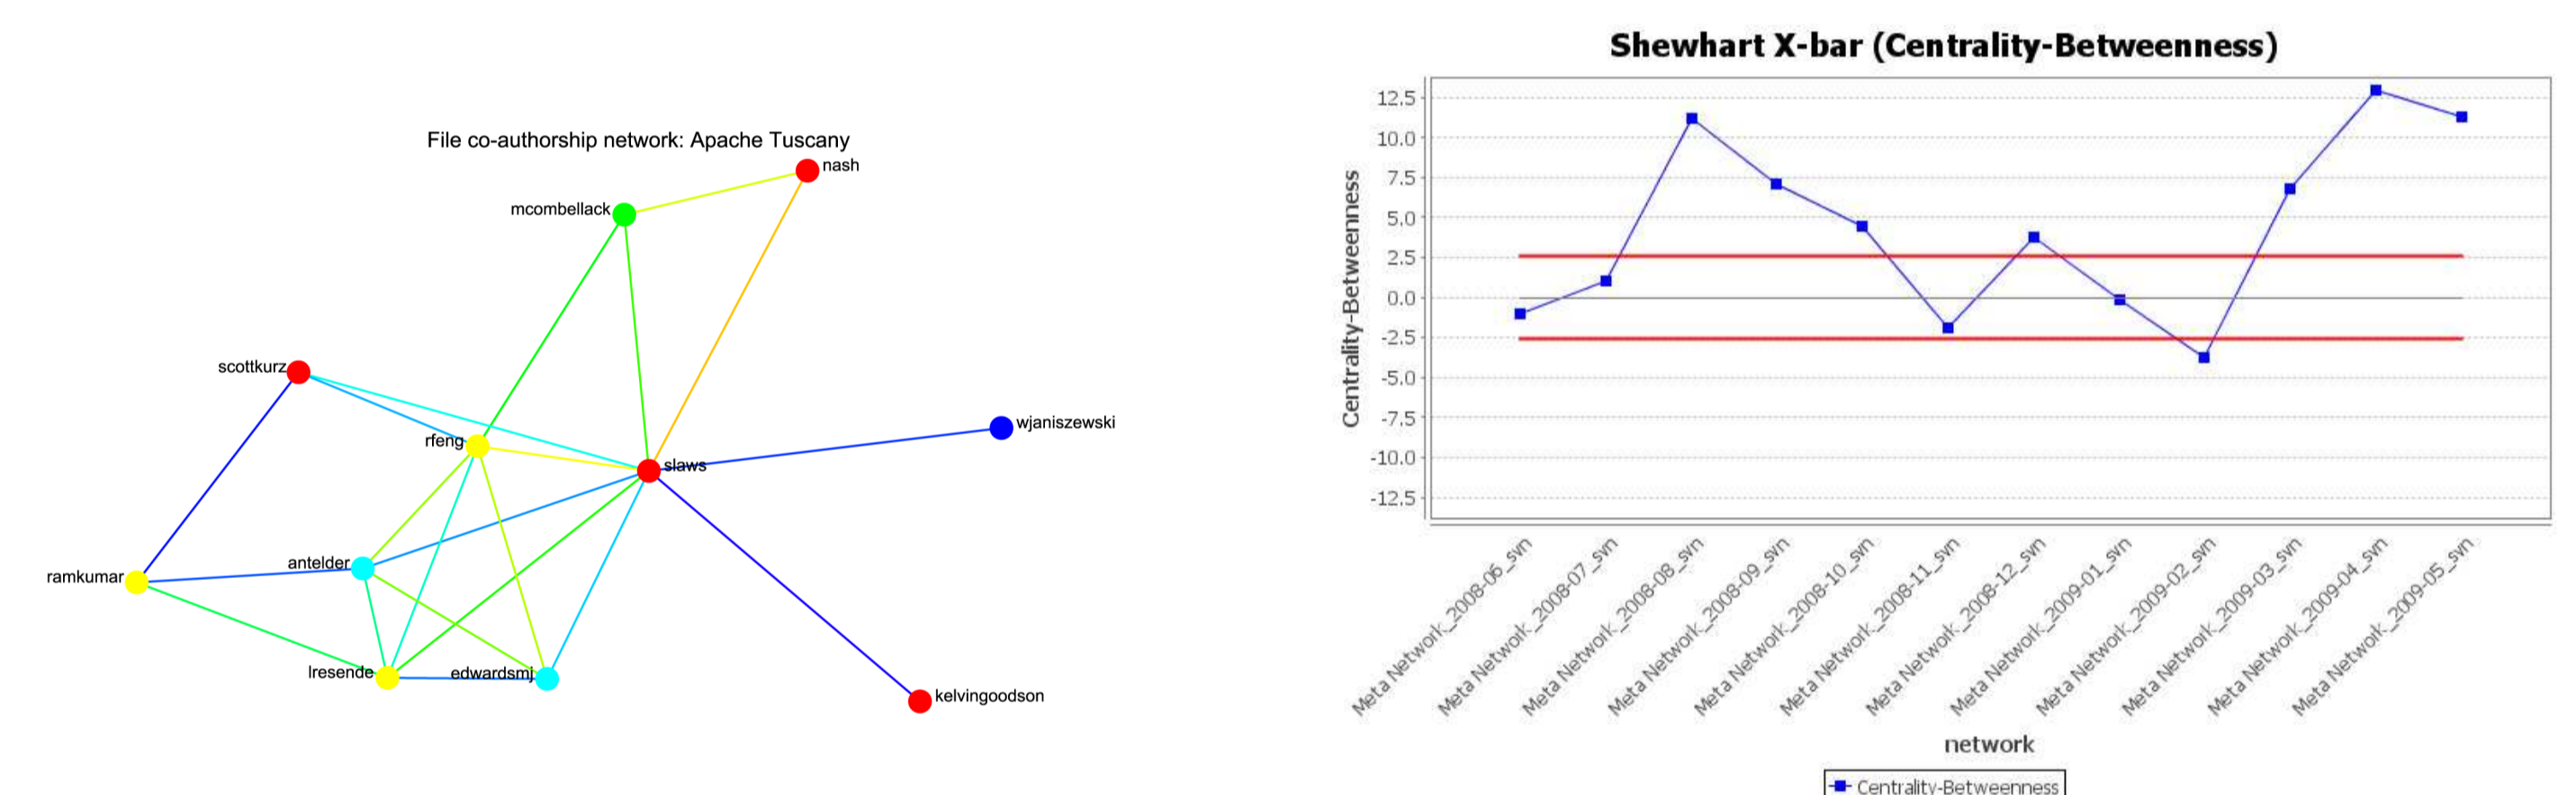 File co-authorship network: Apache Tuscany
nash
mcombellack
scottkurz
wjaniszewski
rfeng
slaws
antelder
ramkumar
lresende
edwardsmj
kelvingoodson
Shewhart X-bar (Centrality-Betweenness)
Centrality-Betweenness
12.5
10.0
7.5
5.0
2.5
0.0
-2.5
-5.0
-7.5
-10.0
-12.5
Meta Network_2008-06_svn
Meta Network_2008-07_svn
Meta Network_2008-08_svn
Meta Network_2008-09_svn
Meta Network_2008-10_svn
Meta Network_2008-11_svn
Meta Network_2008-12_svn
Meta Network_2009-01_svn
Meta Network_2009-02_svn
Meta Network_2009-03_svn
Meta Network_2009-04_svn
Meta Network_2009-05_svn
network
Centrality-Betweenness